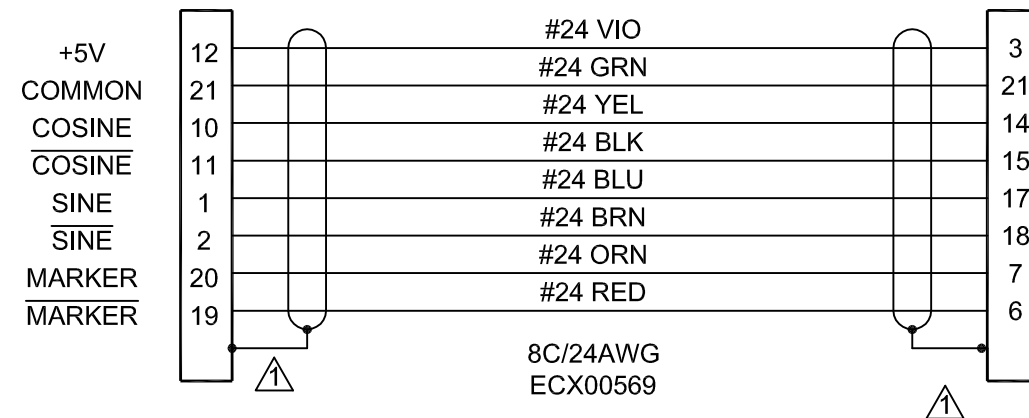 #24 VIO
+5V 12 3
#24 GRN
COMMON 21 21
#24 YEL
COSINE 10 14
#24 BLK
COSINE 11 15
#24 BLU
SINE 1 17
#24 BRN
SINE 2 18
#24 ORN
MARKER 20 7
#24 RED
MARKER 19 6
8C/24AWG
1
ECX00569
1